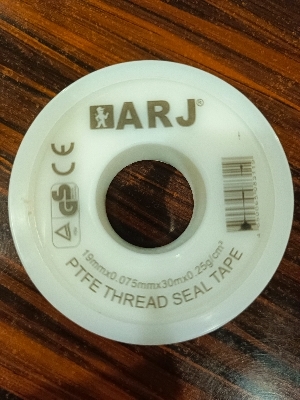 ARJ®
CE
GS
19mmx0.075mmx30mx0.25g/cm³
PTFE THREAD SEAL TAPE